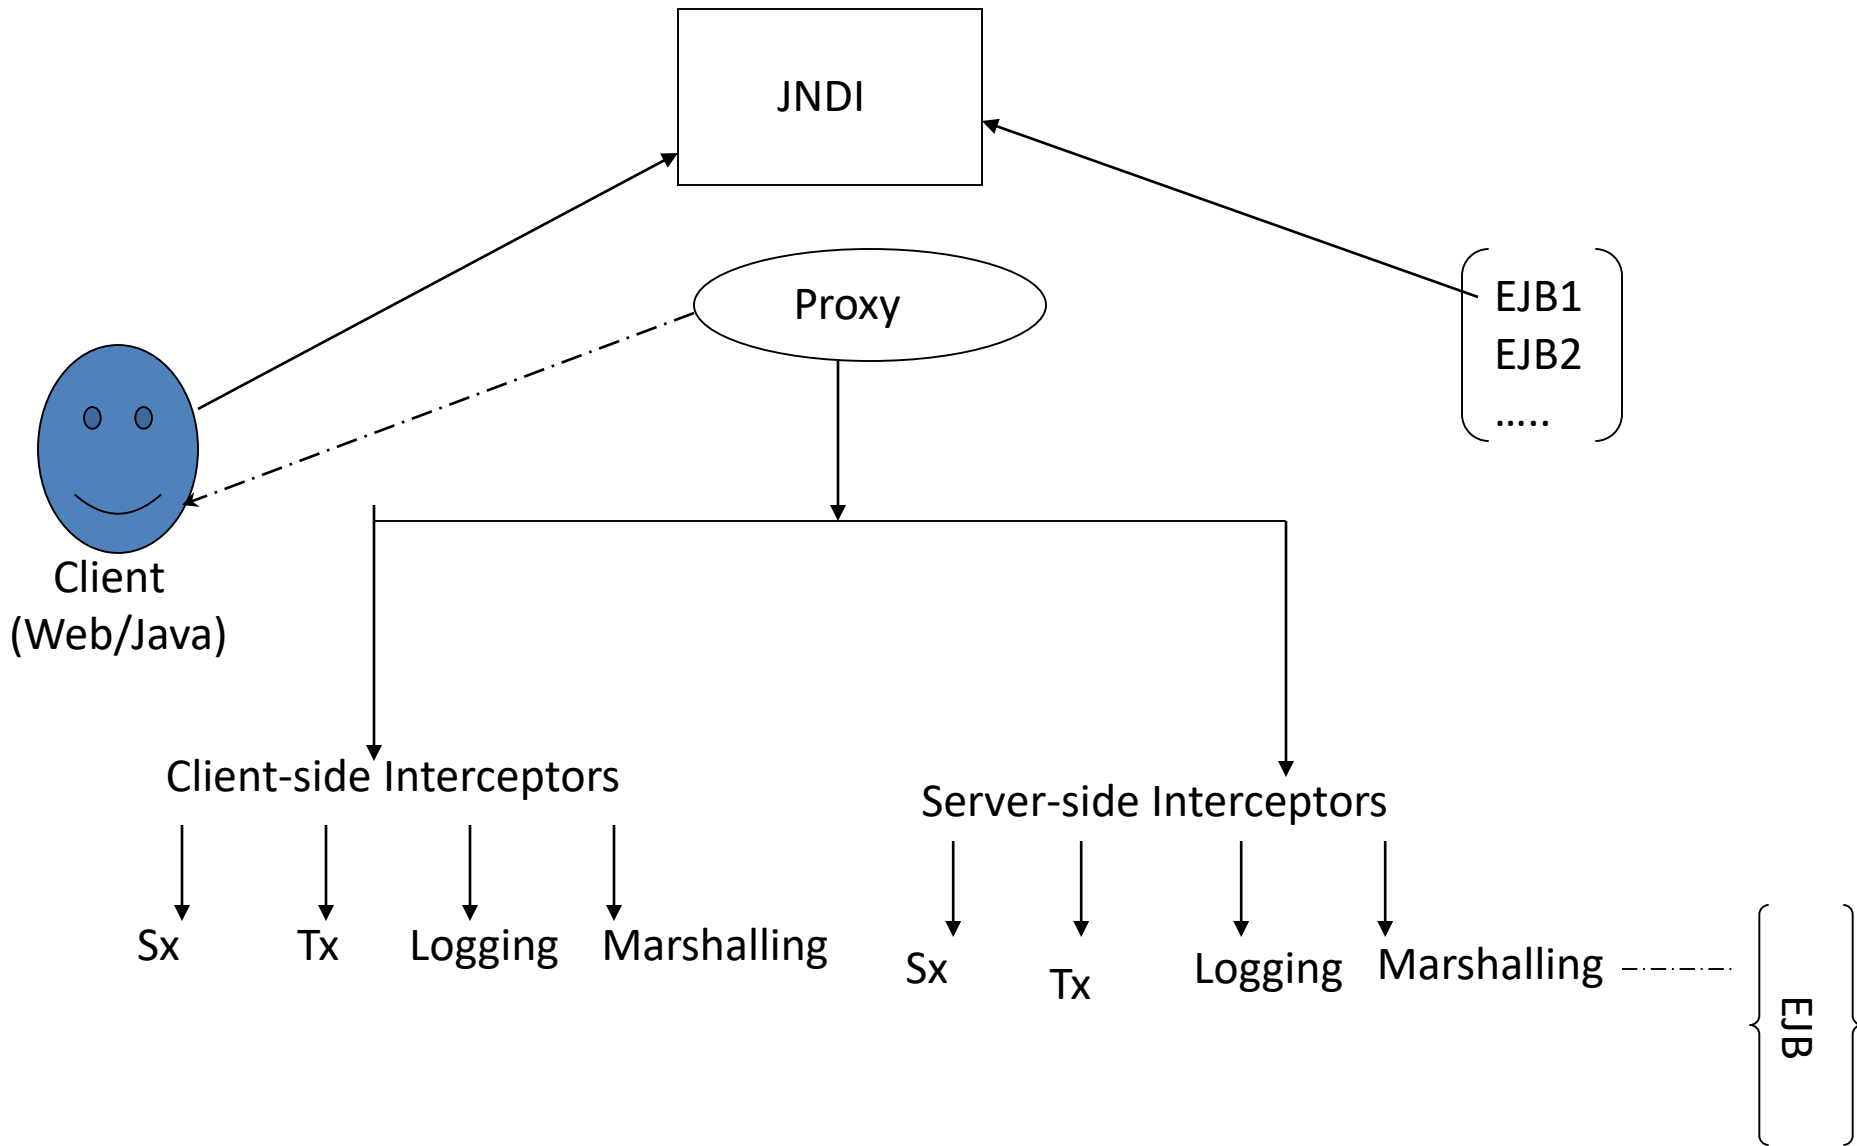 JNDI
Proxy
EJB1
EJB2
.....
Client
(Web/Java)
Client-side Interceptors
Server-side Interceptors
Sx
Tx
Logging
Marshalling
Sx
Tx
Logging
Marshalling
EJB